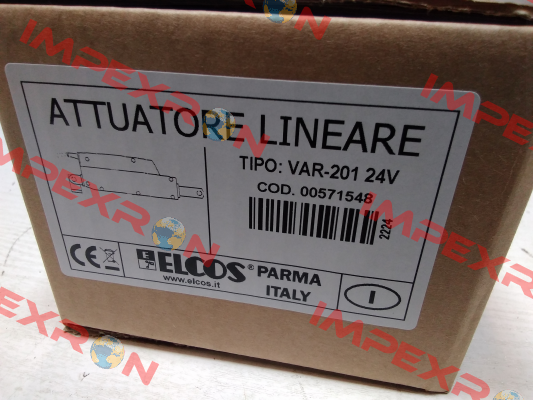 ATTUATORE LINEARE
TIPO: VAR-201 24V
COD. 00571548
2224
CE
E ELCOS® PARMA
www.elcos.it
ITALY
I
IMPEXRON
IMPEXRON
IMPEXRON
IMPEXRON
IMPEXRON